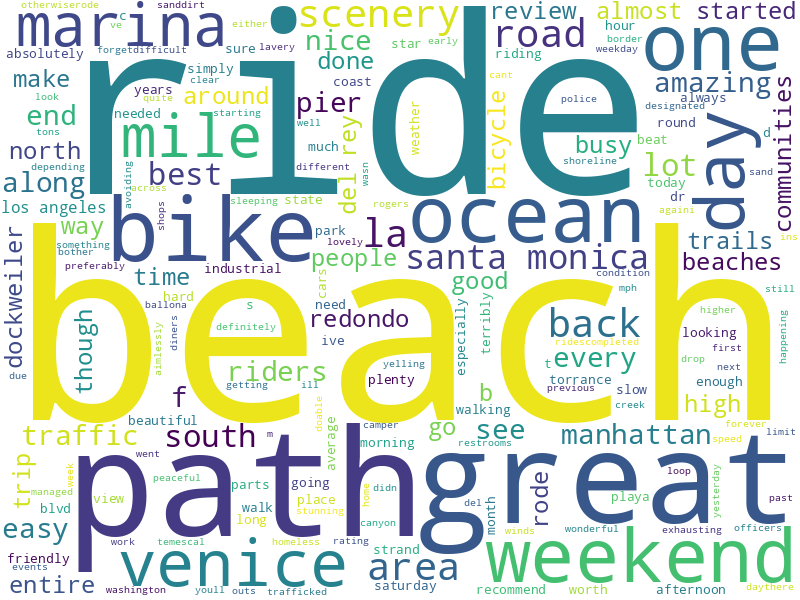 otherwiserode
c
sanddirt
marina
ve
either
scenery
review
almost
started
absolutely
forgetdifficult
sure
lavery
star
early
nice
road
hour
border
weekday
one
ride
make
simply
clear
done
coast
riding
cant
amazing
look
tons
quite
years
around
pier
police
designated
always
communities
end
mile
needed
starting
well
weather
bicycle
round
d
day
north
much
different
busy
beat
depending
best
del rey
shoreline
lot
sand
along
avoiding
across
wasn
today
sleeping
state
rogers
dr
los angeles
shops
bike
park
ocean
againi
ins
way
lovely
la
trails
something
bother
people
santa monica
beaches
dockweiler
preferably
industrial
cars
good
condition
still
time
though
hard
ballona
s
need
especially
terribly
mph
higher
happening
definitely
redondo
back
looking
due
aimlessly
diners
ive
every
ridescompleted
first
drop
beach
yelling
t
torrance
next
riders
plenty
previous
enough
getting
ill
f
b
slow
creek
high
beautiful
doable
walking
traffic
south
m
camper
go
see
manhattan
forever
speed
limit
average
morning
restrooms
loop
trip
went
path
great
peaceful
going
didn
managed
week
view
parts
place
stunning
home
rode
playa
yesterday
past
blvd
walk
long
canyon
month
del
winds
wonderful
exhausting
officers
easy
work
temescal
homeless
rating
strand
weekend
friendly
venice
area
events
entire
washington
youll
outs
trafficked
saturday
recommend
worth
afternoon
daythere